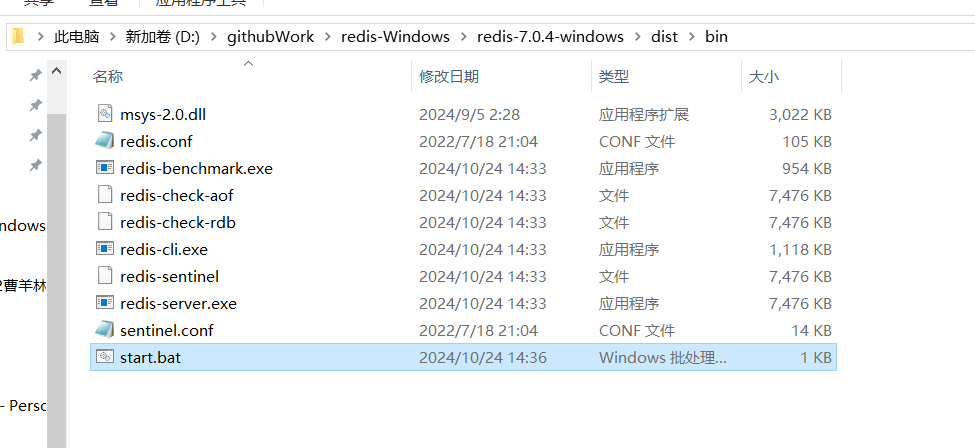 共享 查看 应用程序工具
此电脑 新加卷 (D:) githubWork redis-Windows redis-7.0.4-windows dist bin
名称 修改日期 类型 大小
msys-2.0.dll 2024/9/5 2:28 应用程序扩展 3,022 KB
redis.conf 2022/7/18 21:04 CONF 文件 105 KB
redis-benchmark.exe 2024/10/24 14:33 应用程序 954 KB
redis-check-aof 2024/10/24 14:33 文件 7,476 KB
redis-check-rdb 2024/10/24 14:33 文件 7,476 KB
ndows
redis-cli.exe 2024/10/24 14:33 应用程序 1,118 KB
redis-sentinel 2024/10/24 14:33 文件 7,476 KB
2曹羊林
redis-server.exe 2024/10/24 14:33 应用程序 7,476 KB
sentinel.conf 2022/7/18 21:04 CONF 文件 14 KB
start.bat 2024/10/24 14:36 Windows 批处理... 1 KB
- Perso